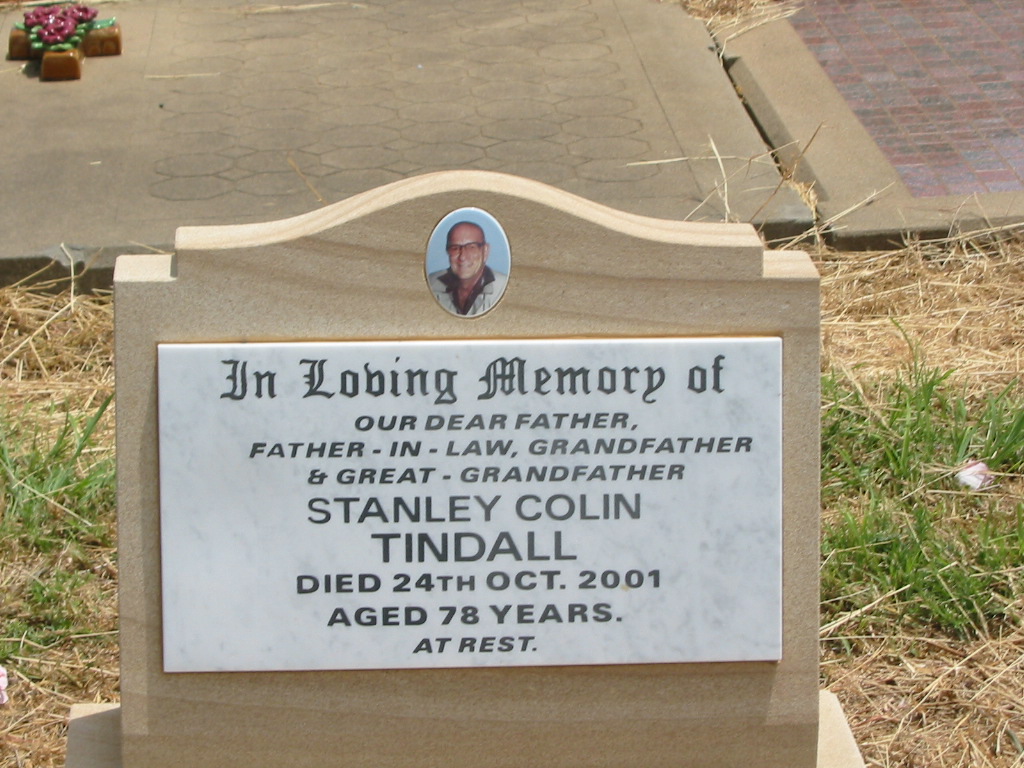 In Loving Memory of
OUR DEAR FATHER,
FATHER - IN - LAW, GRANDFATHER
& GREAT - GRANDFATHER
STANLEY COLIN
TINDALL
DIED 24TH OCT. 2001
AGED 78 YEARS.
AT REST.